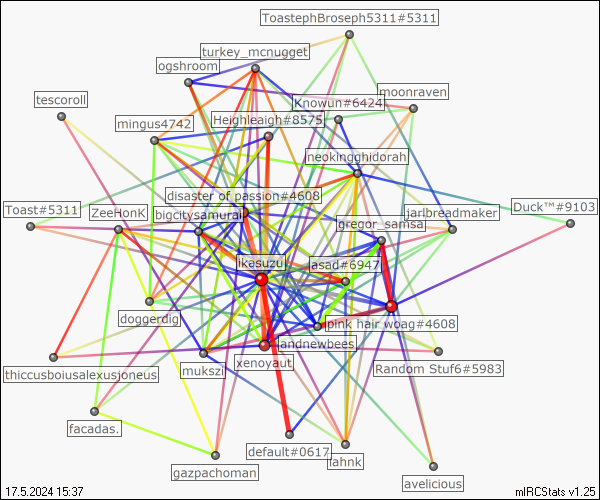 ToastephBroseph5311#5311
turkey_mcnugget
ogshroom
tescoroll
moonraven
Knowun#6424
Heighleaigh#8575
mingus4742
neokingghidorah
disaster of passion#4608
Toast#5311
ZeeHonK
bigcitysamurai
gregor_samsa
jarlbreadmaker
Duck™#9103
ikasuzu
asad#6947
doggerdig
pink hair woag#4608
landnewbees
xenoyaut
mukszi
Random Stuf6#5983
thiccusboiusalexusjoneus
facadas.
default#0617
fahnk
gazpachoman
avelicious
17.5.2024 15:37
mIRCStats v1.25